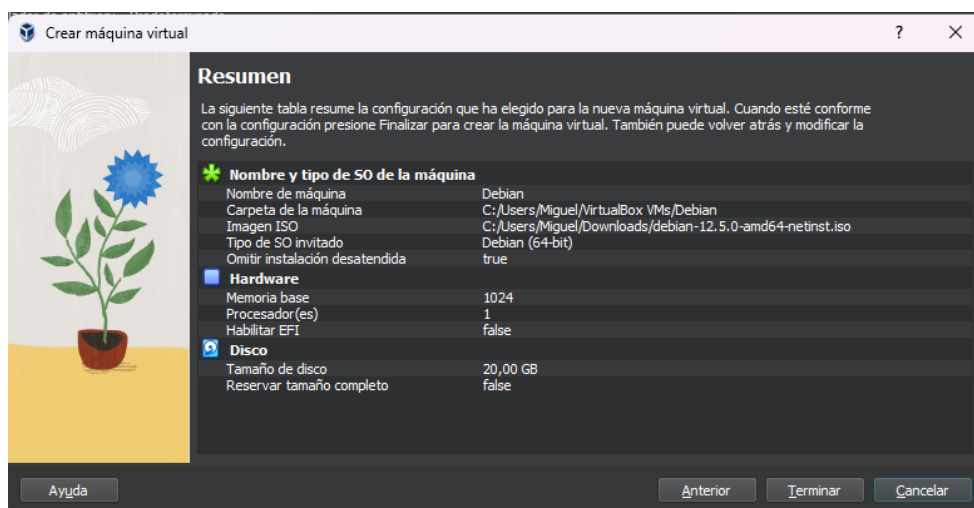 Crear máquina virtual
?
Resumen
La siguiente tabla resume la configuración que ha elegido para la nueva máquina virtual. Cuando esté conforme
con la configuración presione Finalizar para crear la máquina virtual. También puede volver atrás y modificar la
configuración.
Nombre y tipo de SO de la máquina
Nombre de máquina Debian
Carpeta de la máquina C:/Users/Miguel/VirtualBox VMs/Debian
Imagen ISO C:/Users/Miguel/Downloads/debian-12.5.0-amd64-netinst.iso
Tipo de SO invitado Debian (64-bit)
Omitir instalación desatendida true
Hardware
Memoria base 1024
Procesador(es) 1
Habilitar EFI false
Disco
Tamaño de disco 20,00 GB
Reservar tamaño completo false
Ayuda Anterior Terminar Cancelar